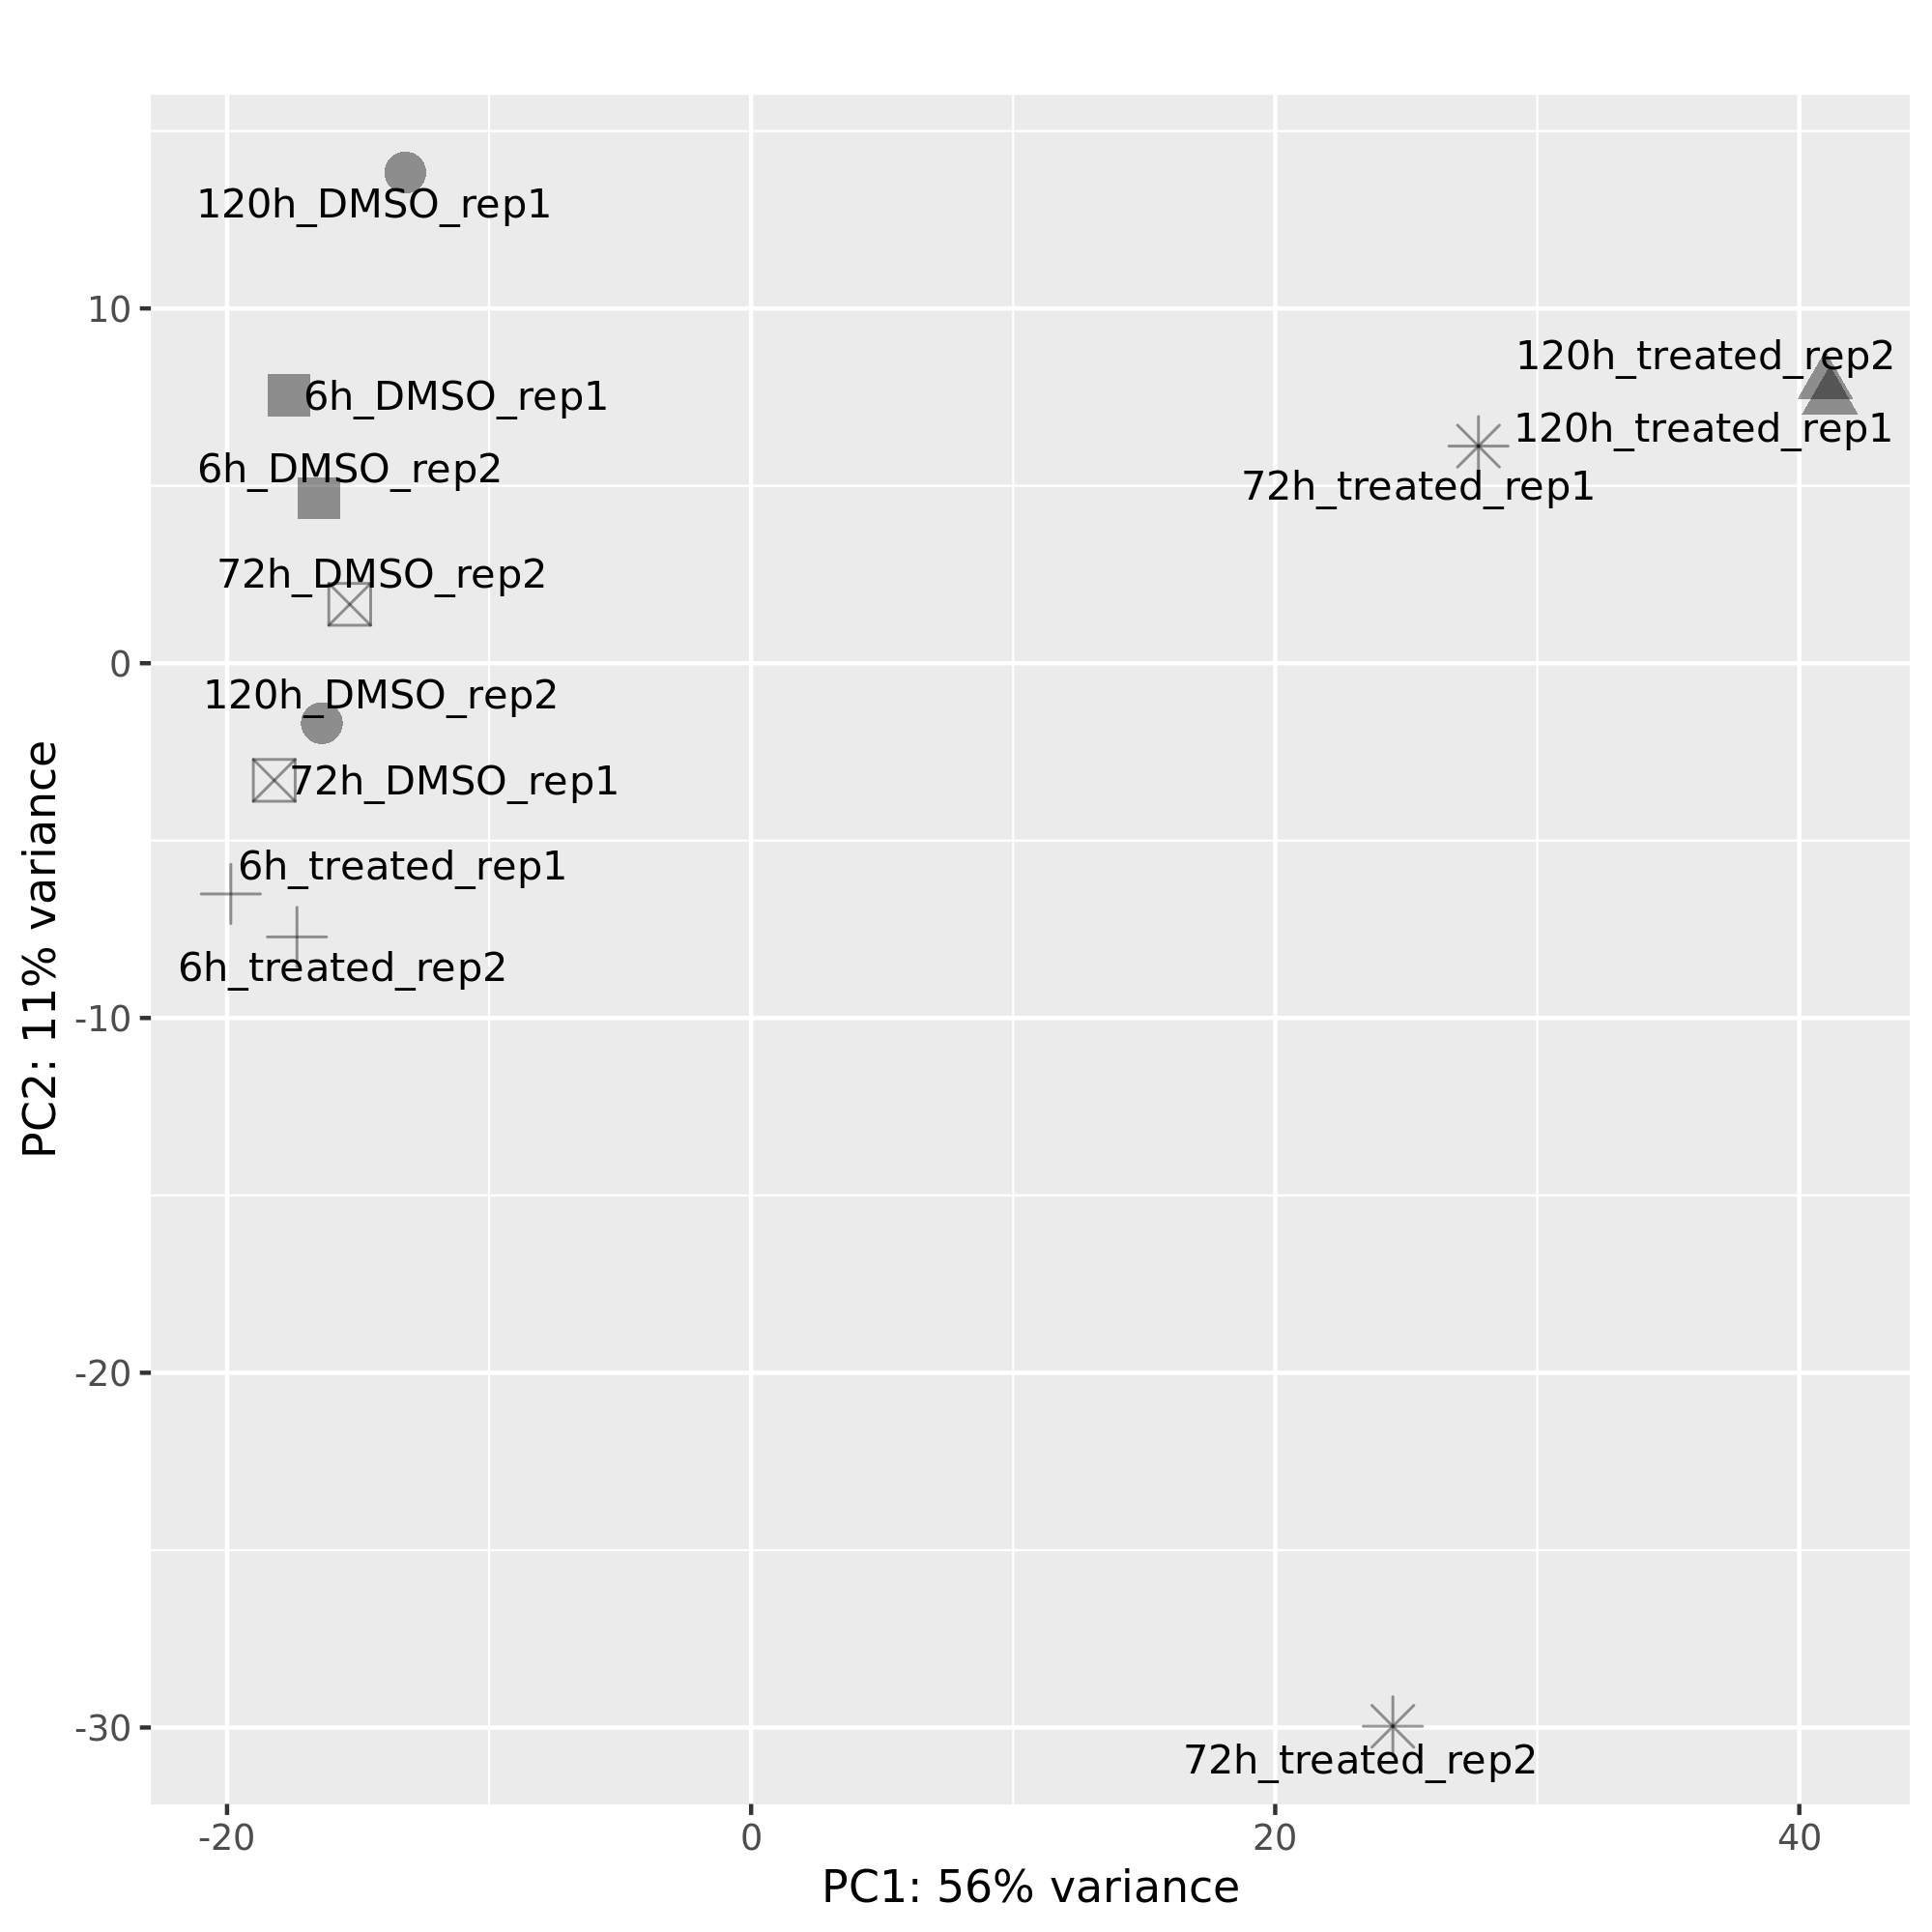 120h_DMSO_rep1
10
120h_treated_rep2
6h_DMSO_rep1
120h_treated_rep1
6h_DMSO_rep2
72h_treated_rep1
72h_DMSO_rep2
0
120h_DMSO_rep2
72h_DMSO_rep1
6h_treated_rep1
PC2: 11% variance
6h_treated_rep2
-10
-20
-30
72h_treated_rep2
-20
0
20
40
PC1: 56% variance